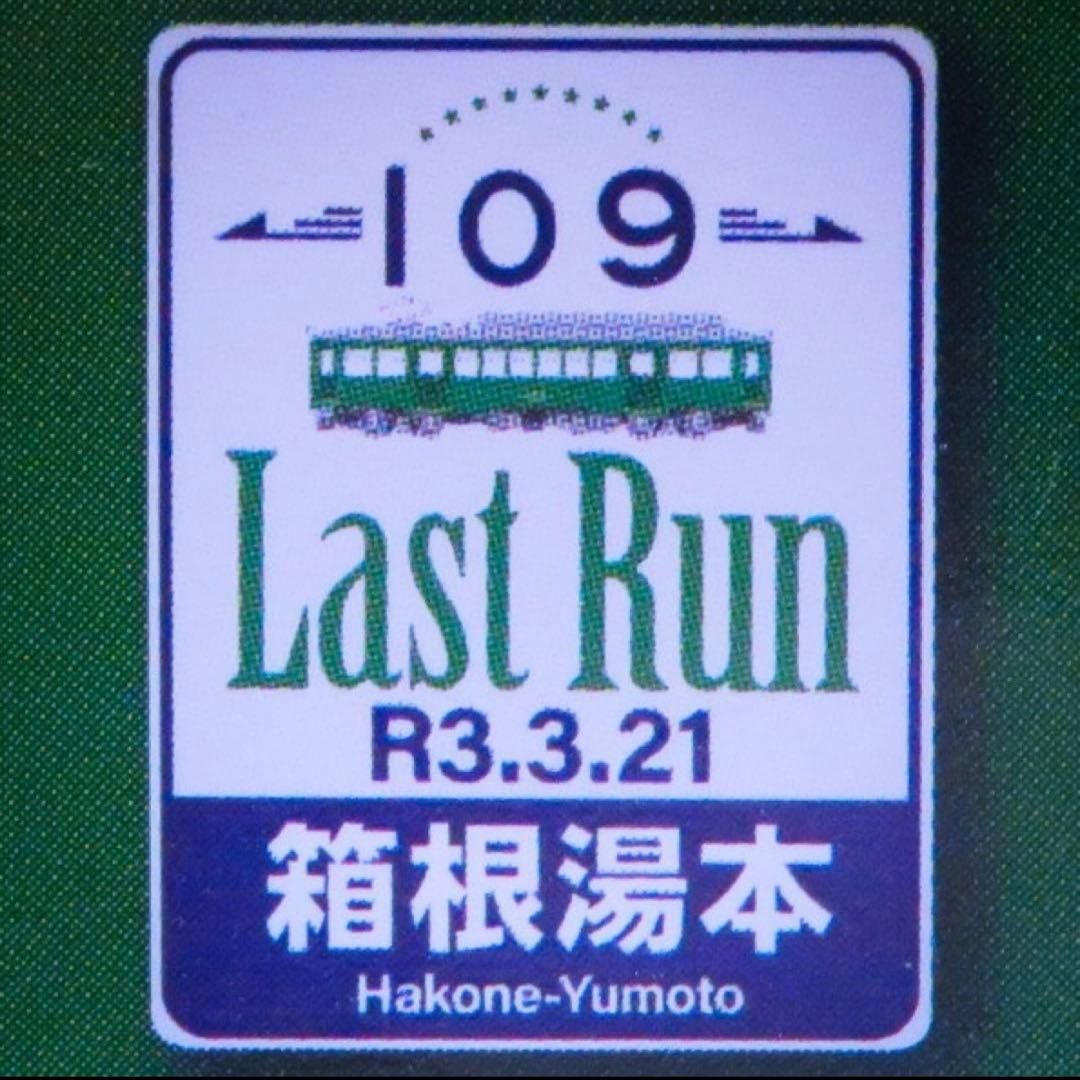 109
Last Run
R3.3.21
箱根湯本
Hakone-Yumoto